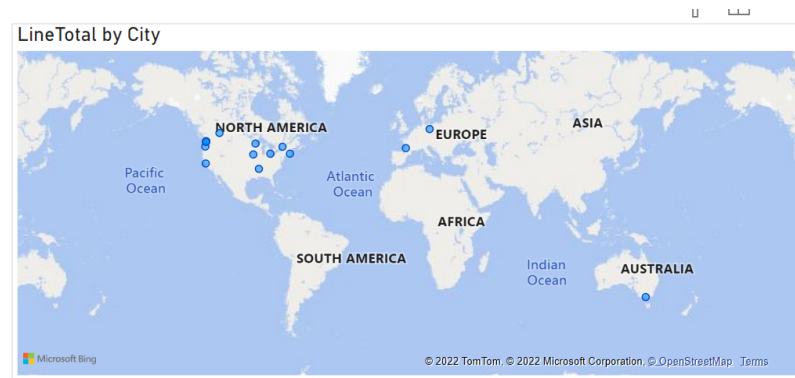 LineTotal by City
NORTH AMERICA
EUROPE
ASIA
Pacific
Ocean
Atlantic
Ocean
AFRICA
SOUTH AMERICA
Indian
Ocean
AUSTRALIA
Microsoft Bing
© 2022 TomTom, © 2022 Microsoft Corporation, © OpenStreetMap Terms